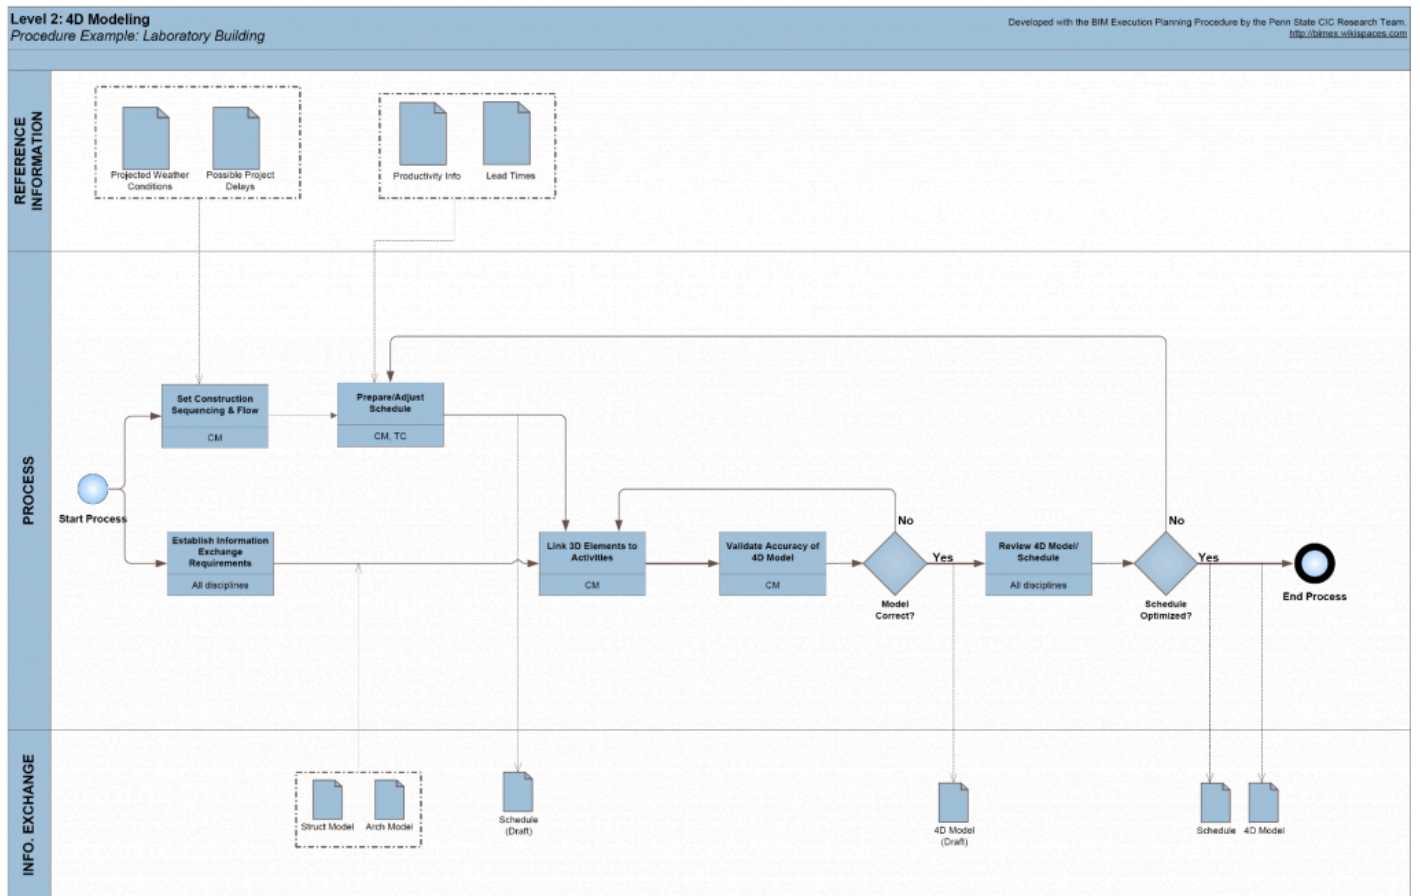 Level 2: 4D Modeling
Procedure Example: Laboratory Building
Developed with the BIM Execution Planning Procedure by the Penn State CIC Research Team.
http://bimex.wikispaces.com
REFERENCE
INFORMATION
Projected Weather
Conditions
Possible Project
Delays
Productivity Info
Lead Times
PROCESS
Start Process
Set Construction
Sequencing & Flow
CM
Prepare/Adjust
Schedule
CM, TC
Establish Information
Exchange
Requirements
All disciplines
Link 3D Elements to
Activities
CM
Validate Accuracy of
4D Model
CM
No
Yes
Model
Correct?
Review 4D Model/
Schedule
All disciplines
No
Yes
Schedule
Optimized?
End Process
INFO. EXCHANGE
Struct Model
Arch Model
Schedule
(Draft)
4D Model
(Draft)
Schedule
4D Model